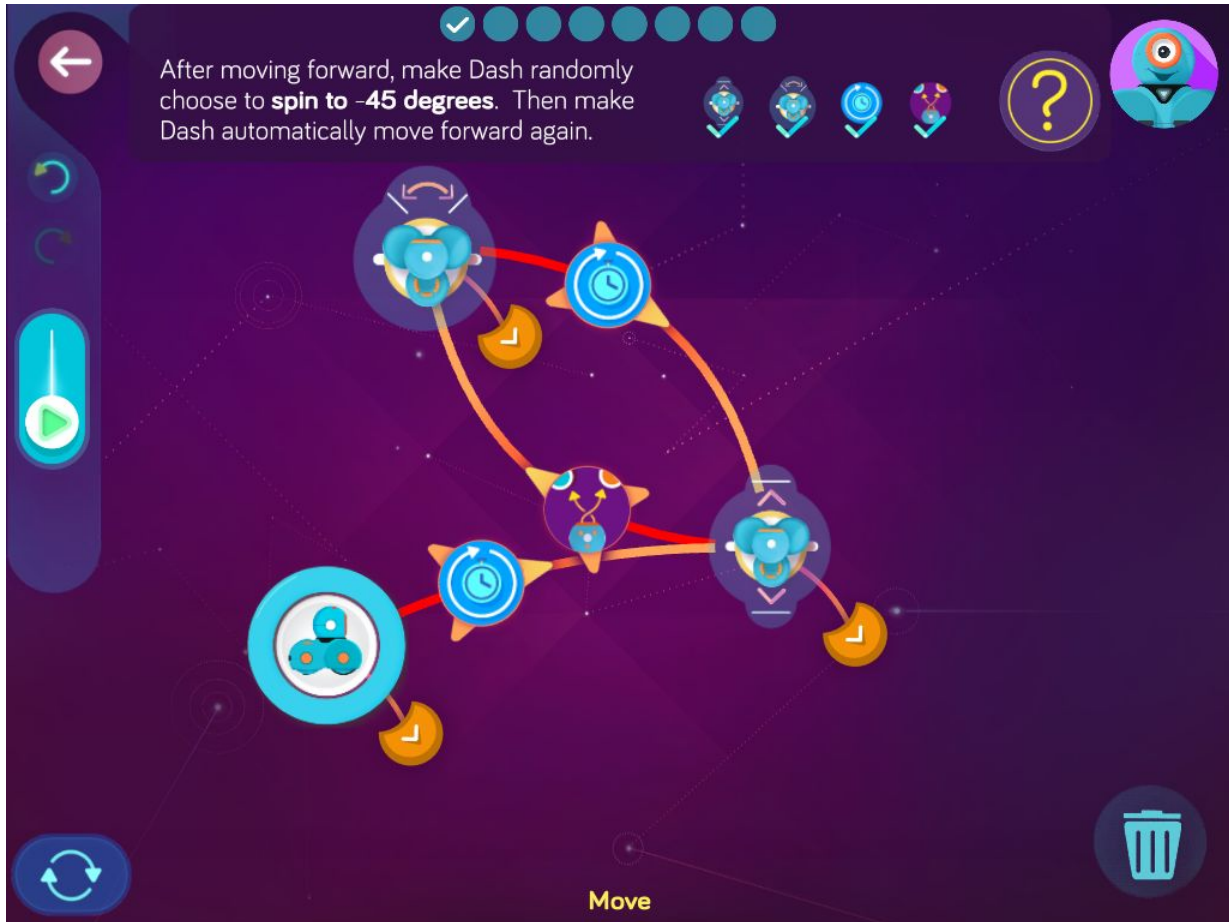 After moving forward, make Dash randomly
choose to spin to -45 degrees. Then make
Dash automatically move forward again.
?
Move